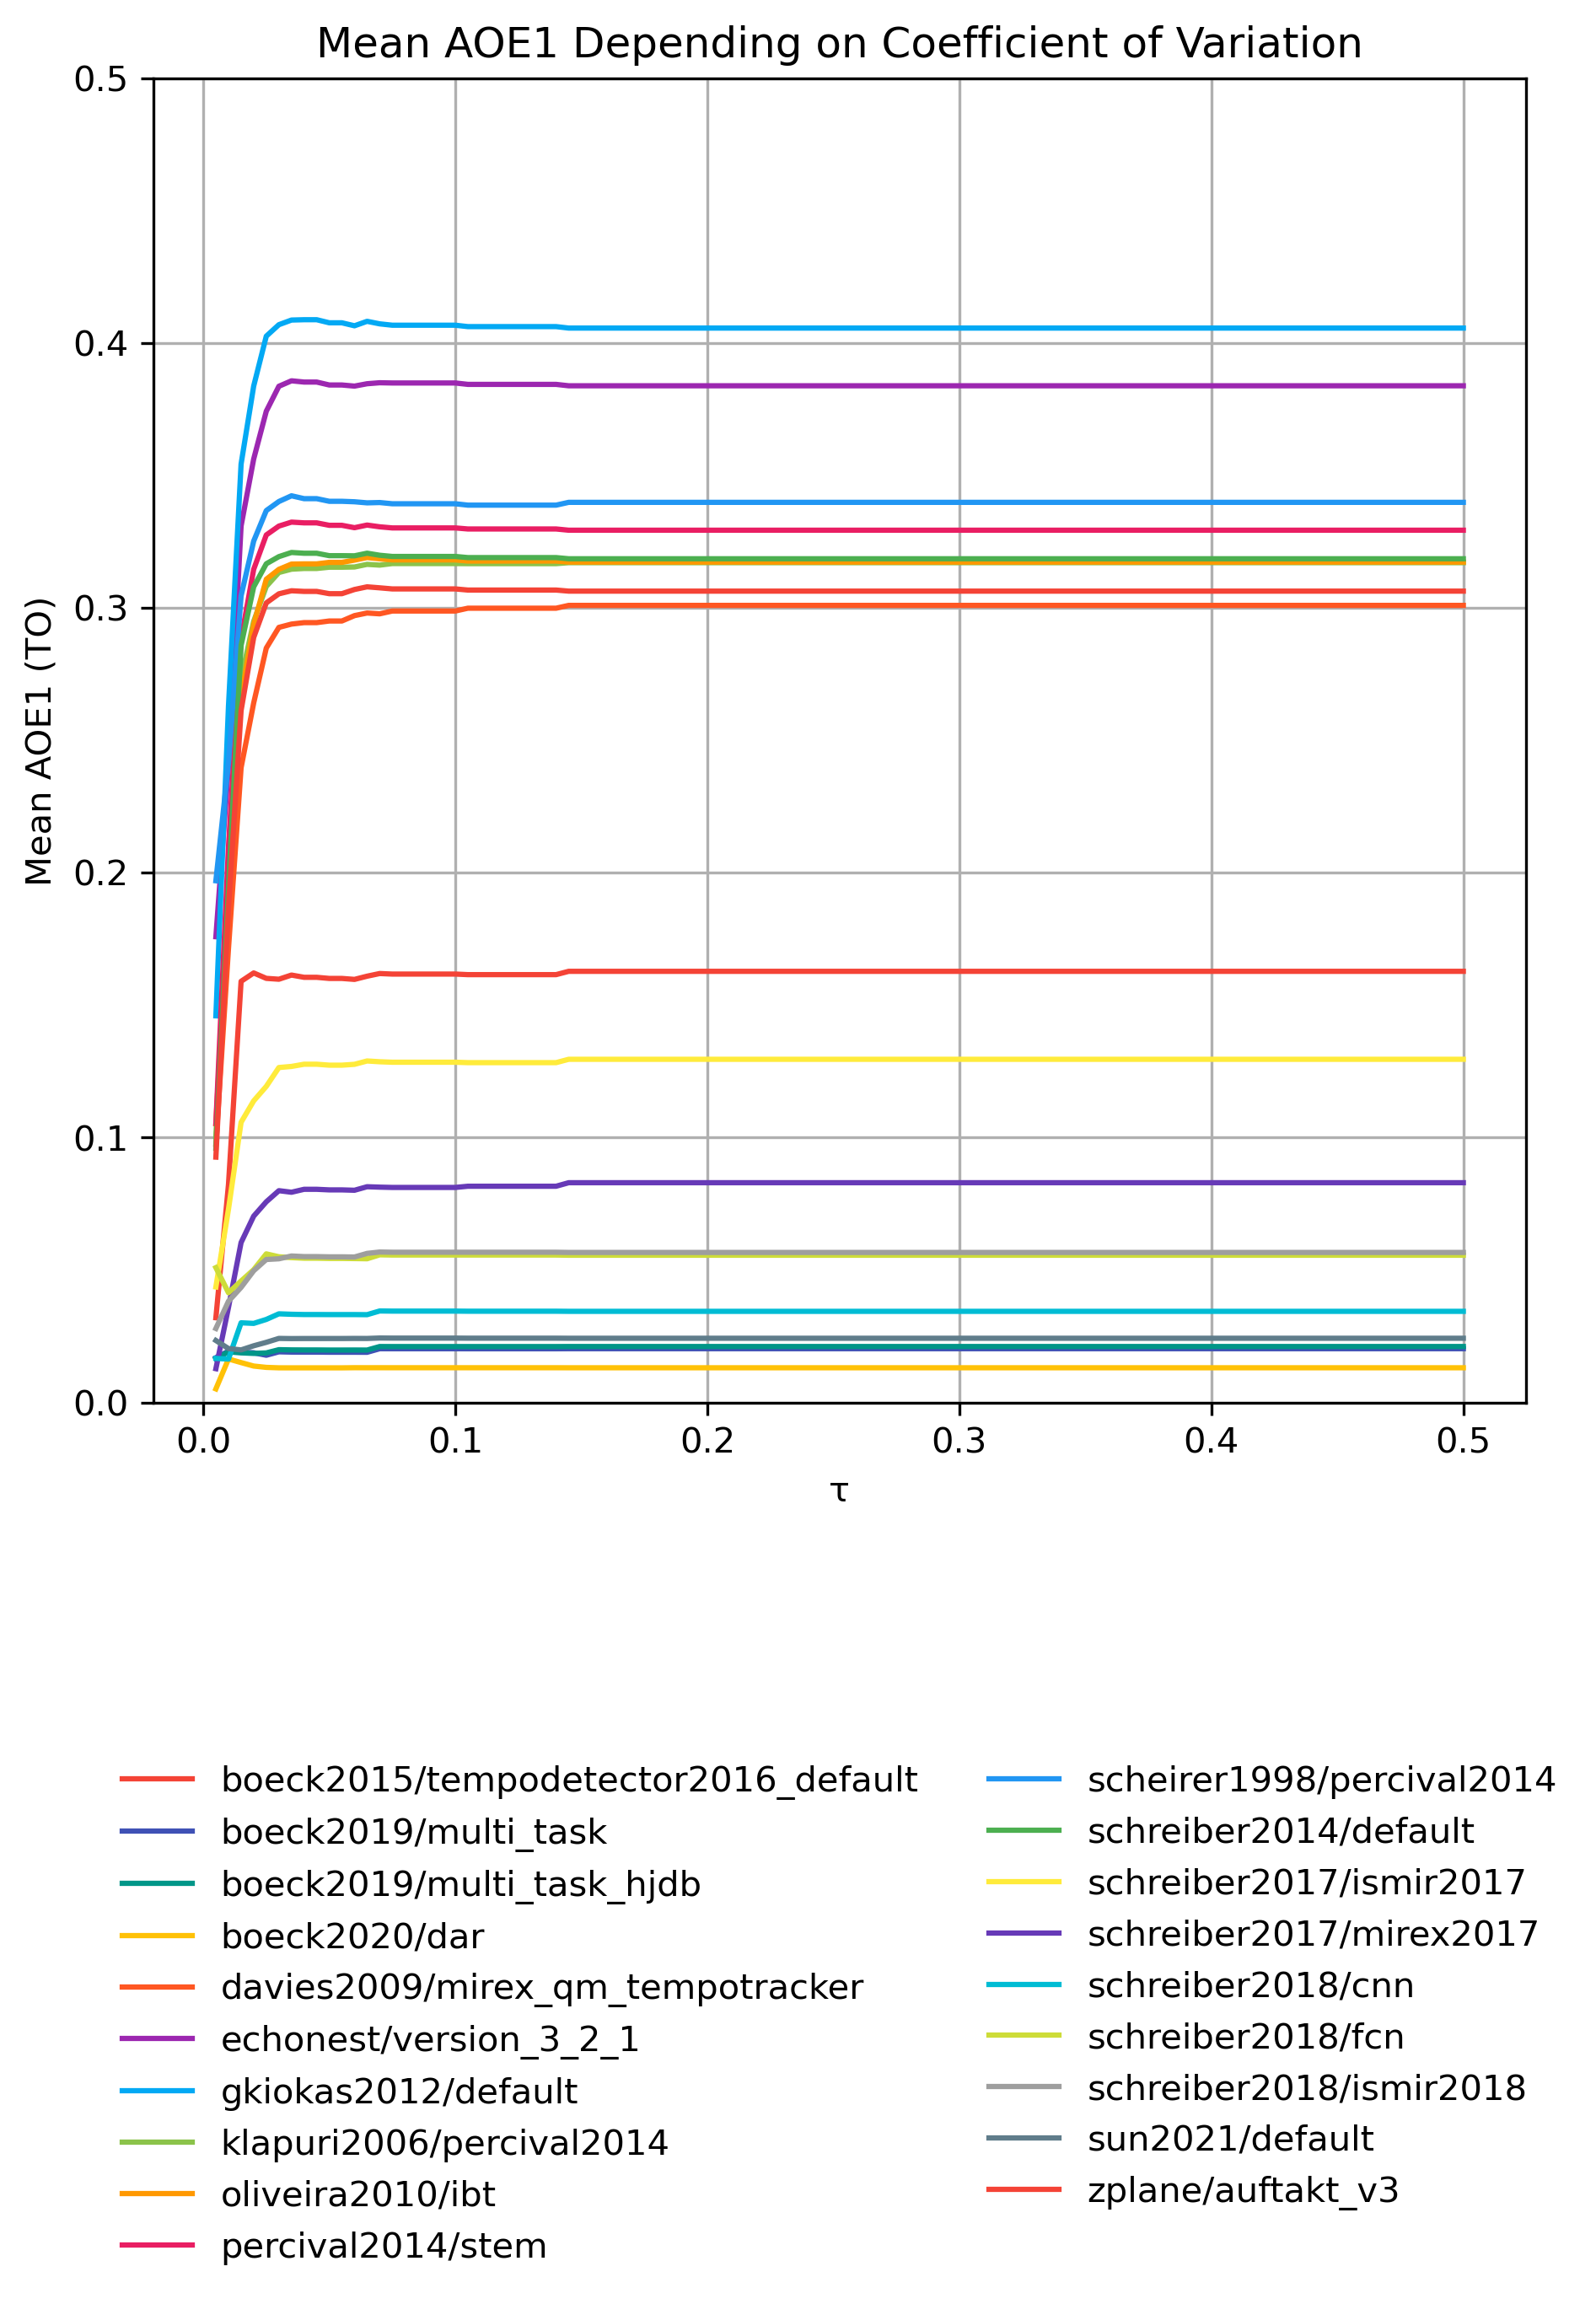 Mean AOE1 Depending on Coefficient of Variation
0.5
0.4
0.3
0.2
0.1
0.0
Mean AOE1 (TO)
0.0 0.1 0.2 0.3 0.4 0.5
τ
boeck2015/tempodetector2016_default
boeck2019/multi_task
boeck2019/multi_task_hjdb
boeck2020/dar
davies2009/mirex_qm_tempotracker
echonest/version_3_2_1
gkiokas2012/default
klapuri2006/percival2014
oliveira2010/ibt
percival2014/stem
scheirer1998/percival2014
schreiber2014/default
schreiber2017/ismir2017
schreiber2017/mirex2017
schreiber2018/cnn
schreiber2018/fcn
schreiber2018/ismir2018
sun2021/default
zplane/auftakt_v3